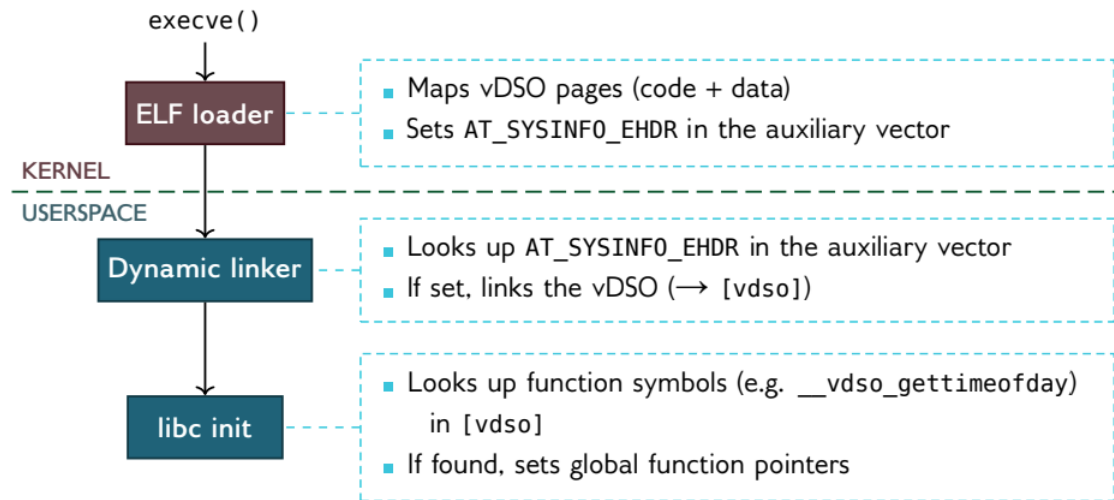 execve()
ELF loader
▪ Maps vDSO pages (code + data)
▪ Sets AT_SYSINFO_EHDR in the auxiliary vector
KERNEL
USERSPACE
Dynamic linker
▪ Looks up AT_SYSINFO_EHDR in the auxiliary vector
▪ If set, links the vDSO (→ [vdso])
libc init
▪ Looks up function symbols (e.g. __vdso_gettimeofday)
in [vdso]
▪ If found, sets global function pointers